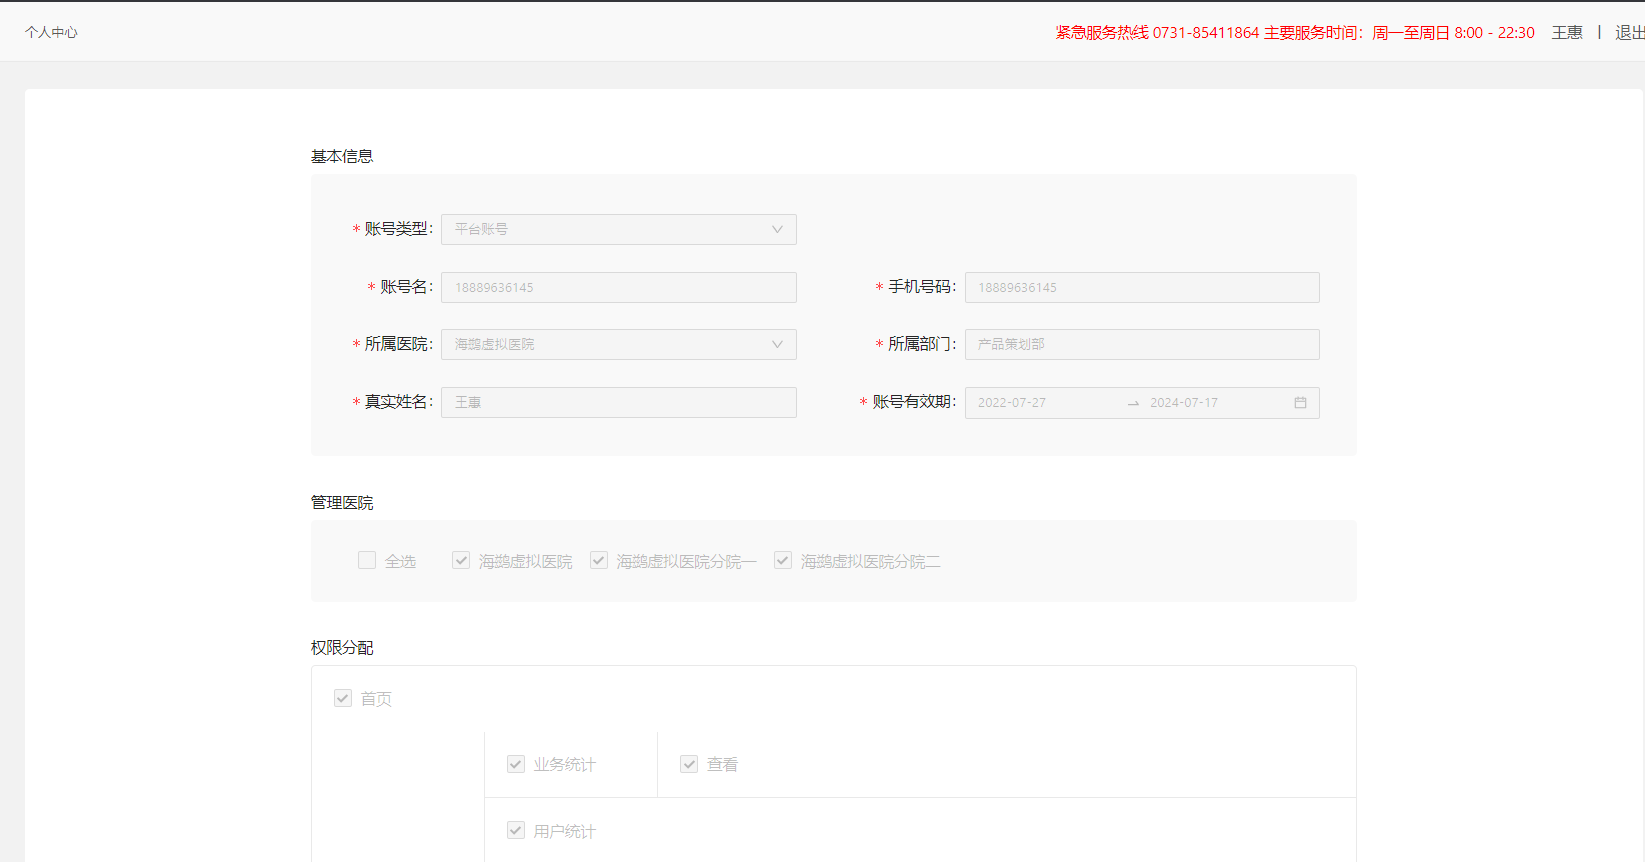 个人中心 紧急服务热线 0731-85411864 主要服务时间：周一至周日 8:00 - 22:30 王惠 | 退出
基本信息
* 账号类型： 平台账号
* 账号名： 18889636145 * 手机号码： 18889636145
* 所属医院： 海鹚虚拟医院 * 所属部门： 产品策划部
* 真实姓名： 王惠 * 账号有效期： 2022-07-27 → 2024-07-17
管理医院
全选 海鹚虚拟医院 海鹚虚拟医院分院一 海鹚虚拟医院分院二
权限分配
首页
业务统计 查看
用户统计